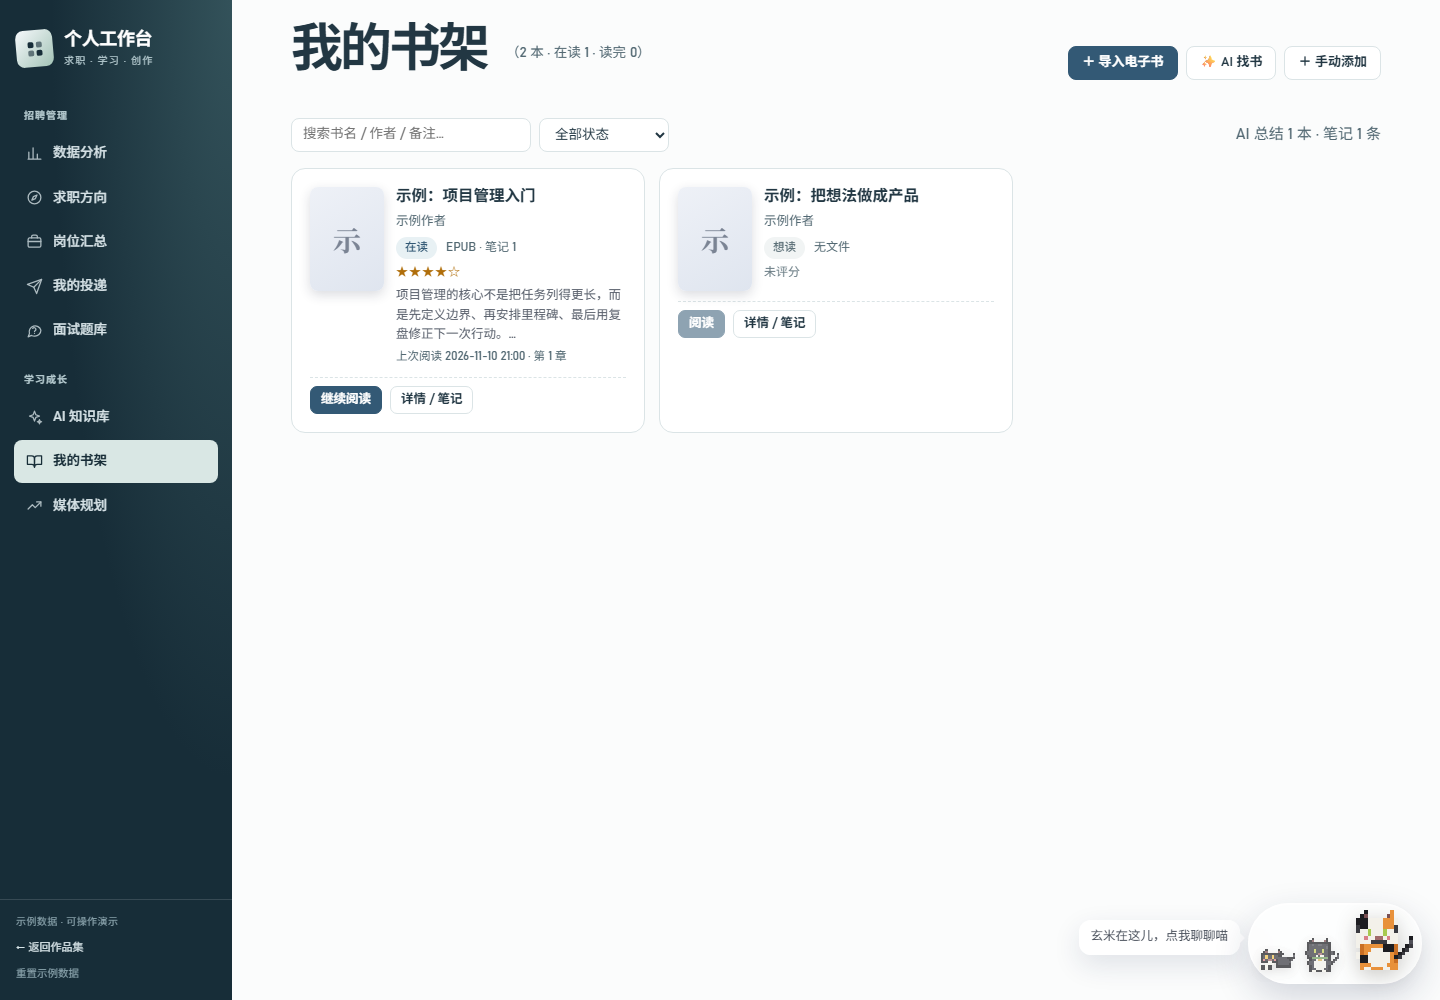 个人工作台
求职 · 学习 · 创作
招聘管理
数据分析
求职方向
岗位汇总
我的投递
面试题库
学习成长
AI 知识库
我的书架
媒体规划
示例数据 · 可操作演示
← 返回作品集
重置示例数据
我的书架 （2 本 · 在读 1 · 读完 0）
＋ 导入电子书
✨ AI 找书
＋ 手动添加
搜索书名 / 作者 / 备注...
全部状态
AI 总结 1 本 · 笔记 1 条
示
示例：项目管理入门
示例作者
在读 EPUB · 笔记 1
★★★★☆
项目管理的核心不是把任务列得更长，而
是先定义边界、再安排里程碑、最后用复
盘修正下一次行动。...
上次阅读 2026-11-10 21:00 · 第 1 章
继续阅读
详情 / 笔记
示
示例：把想法做成产品
示例作者
想读 无文件
未评分
阅读
详情 / 笔记
玄米在这儿，点我聊聊喵